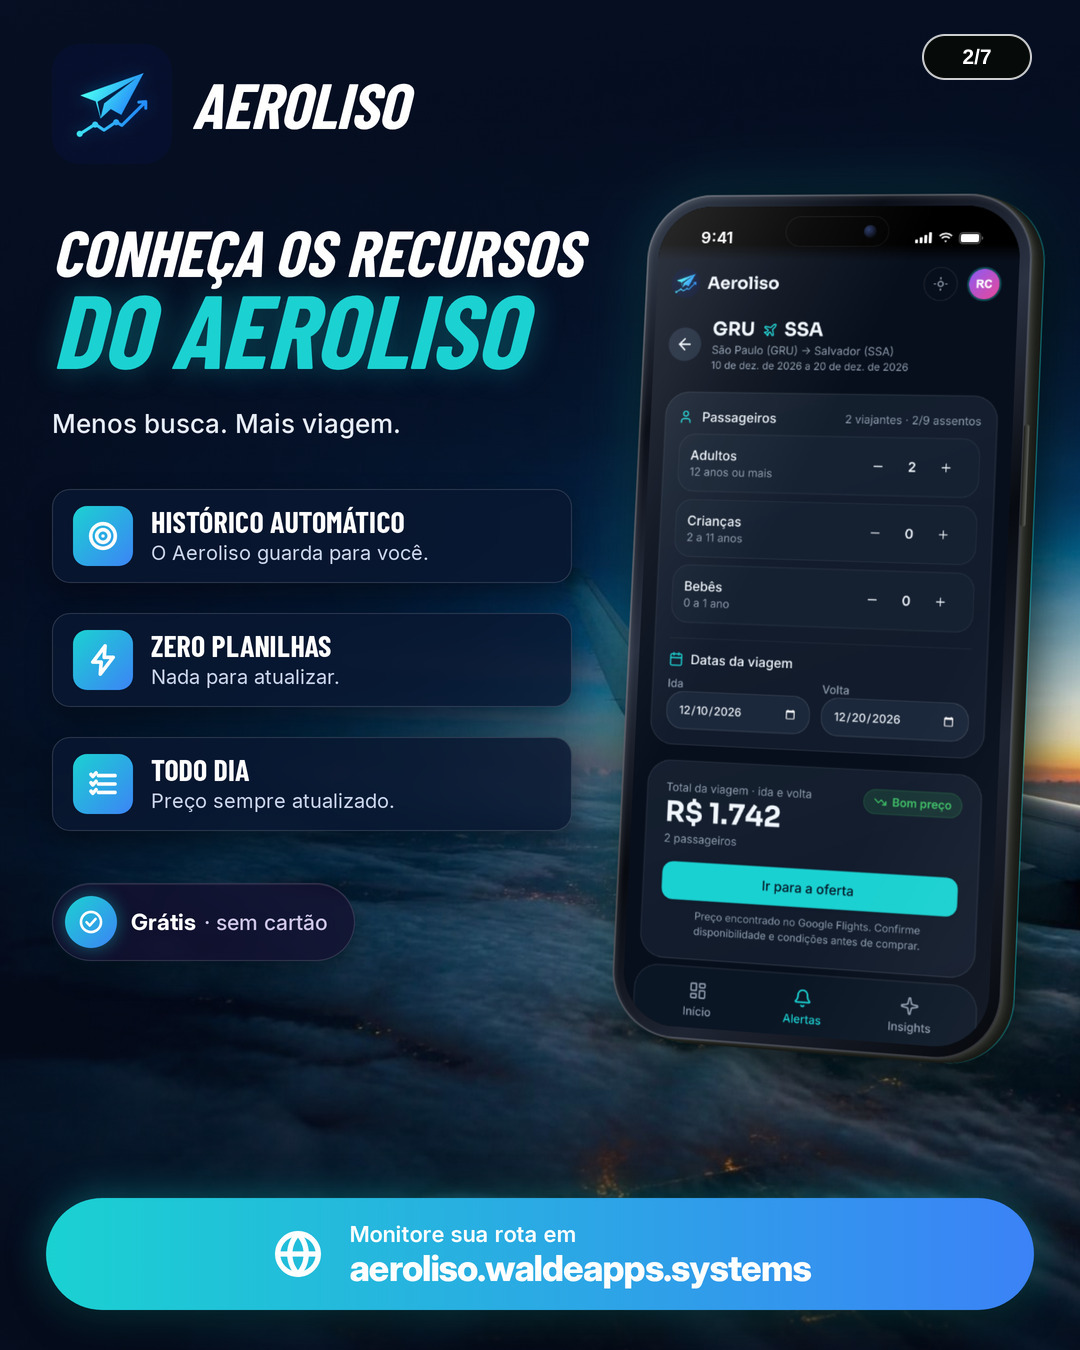 AEROLISO
2/7
CONHEÇA OS RECURSOS
DO AEROLISO
Menos busca. Mais viagem.
HISTÓRICO AUTOMÁTICO
O Aeroliso guarda para você.
ZERO PLANILHAS
Nada para atualizar.
TODO DIA
Preço sempre atualizado.
Grátis · sem cartão
9:41
Aeroliso
RC
GRU SSA
São Paulo (GRU) → Salvador (SSA)
10 de dez. de 2026 a 20 de dez. de 2026
Passageiros 2 viajantes · 2/9 assentos
Adultos
12 anos ou mais
− 2 +
Crianças
2 a 11 anos
− 0 +
Bebês
0 a 1 ano
− 0 +
Datas da viagem
Ida
12/10/2026
Volta
12/20/2026
Total da viagem · ida e volta
R$ 1.742
Bom preço
2 passageiros
Ir para a oferta
Preço encontrado no Google Flights. Confirme
disponibilidade e condições antes de comprar.
Início
Alertas
Insights
Monitore sua rota em
aeroliso.waldeapps.systems